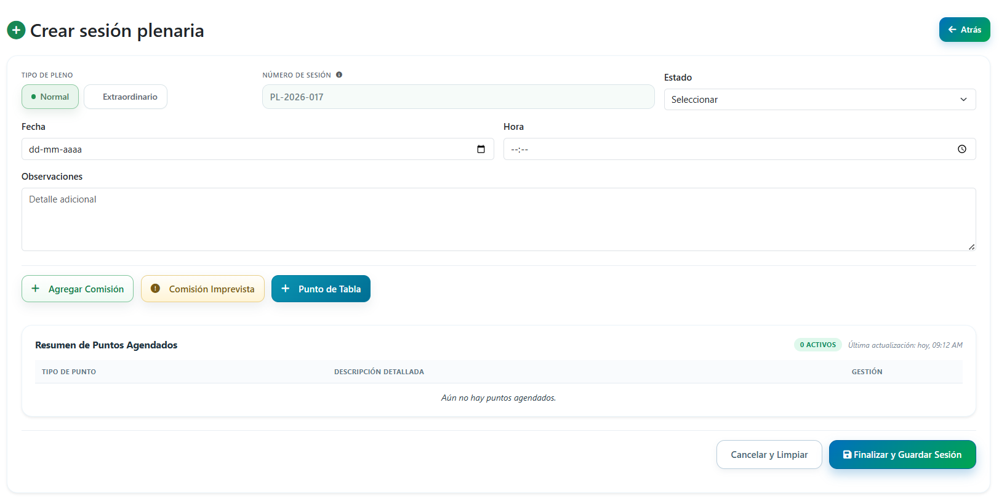 Crear sesión plenaria
Atrás
TIPO DE PLENO
Normal
Extraordinario
NÚMERO DE SESIÓN
PL-2026-017
Estado
Seleccionar
Fecha
dd-mm-aaaa
Hora
--:--
Observaciones
Detalle adicional
Agregar Comisión
Comisión Imprevista
Punto de Tabla
Resumen de Puntos Agendados
0 ACTIVOS
Última actualización: hoy, 09:12 AM
TIPO DE PUNTO
DESCRIPCIÓN DETALLADA
GESTIÓN
Aún no hay puntos agendados.
Cancelar y Limpiar
Finalizar y Guardar Sesión